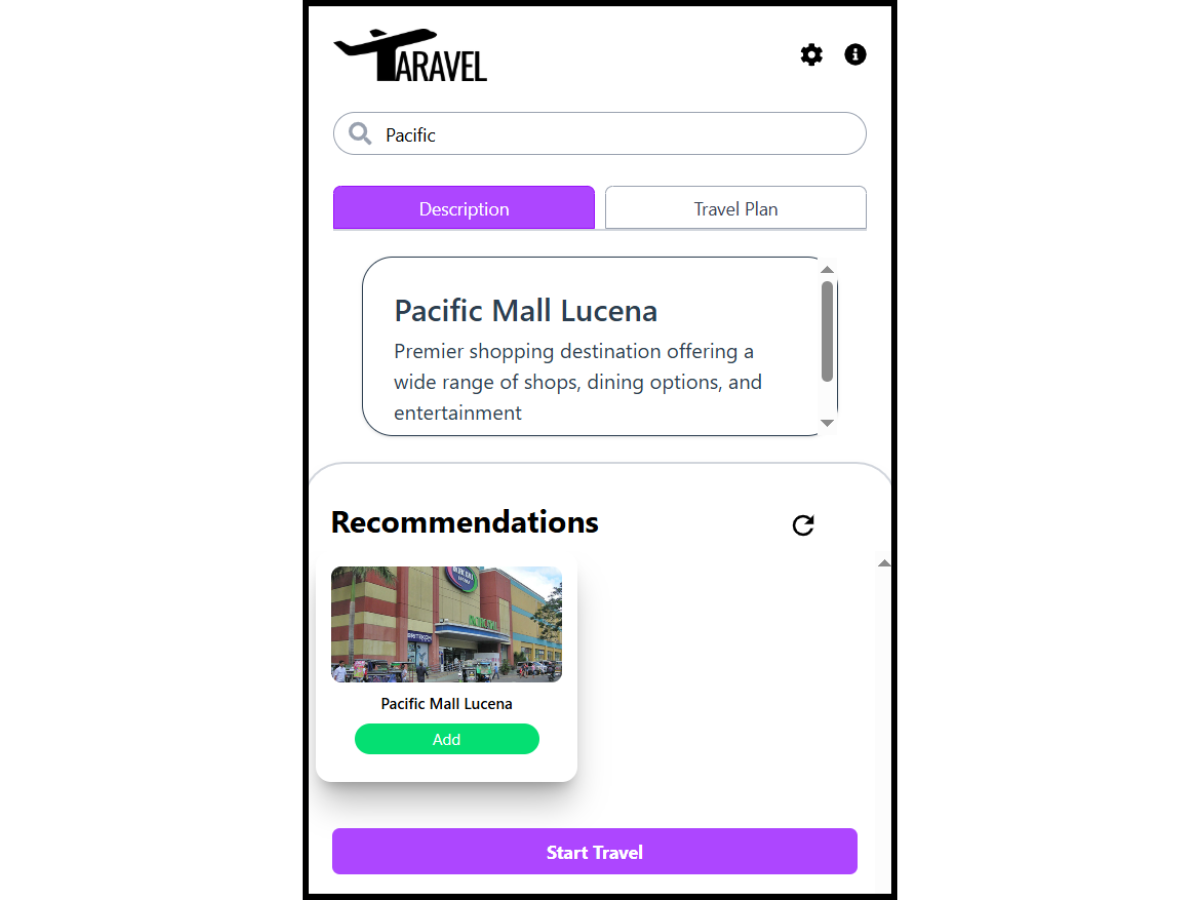 TARAVEL
Pacific
Description
Travel Plan
Pacific Mall Lucena
Premier shopping destination offering a
wide range of shops, dining options, and
entertainment
Recommendations
Pacific Mall Lucena
Add
Start Travel